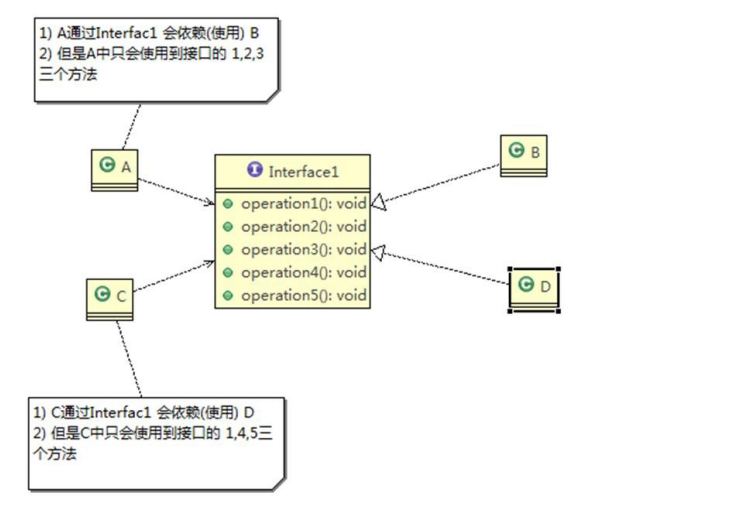 1) A通过Interfac1 会依赖(使用) B
2) 但是A中只会使用到接口的 1,2,3
三个方法
C A
I Interface1
C B
operation1(): void
operation2(): void
operation3(): void
operation4(): void
operation5(): void
C C
C D
1) C通过Interfac1 会依赖(使用) D
2) 但是C中只会使用到接口的 1,4,5三
个方法